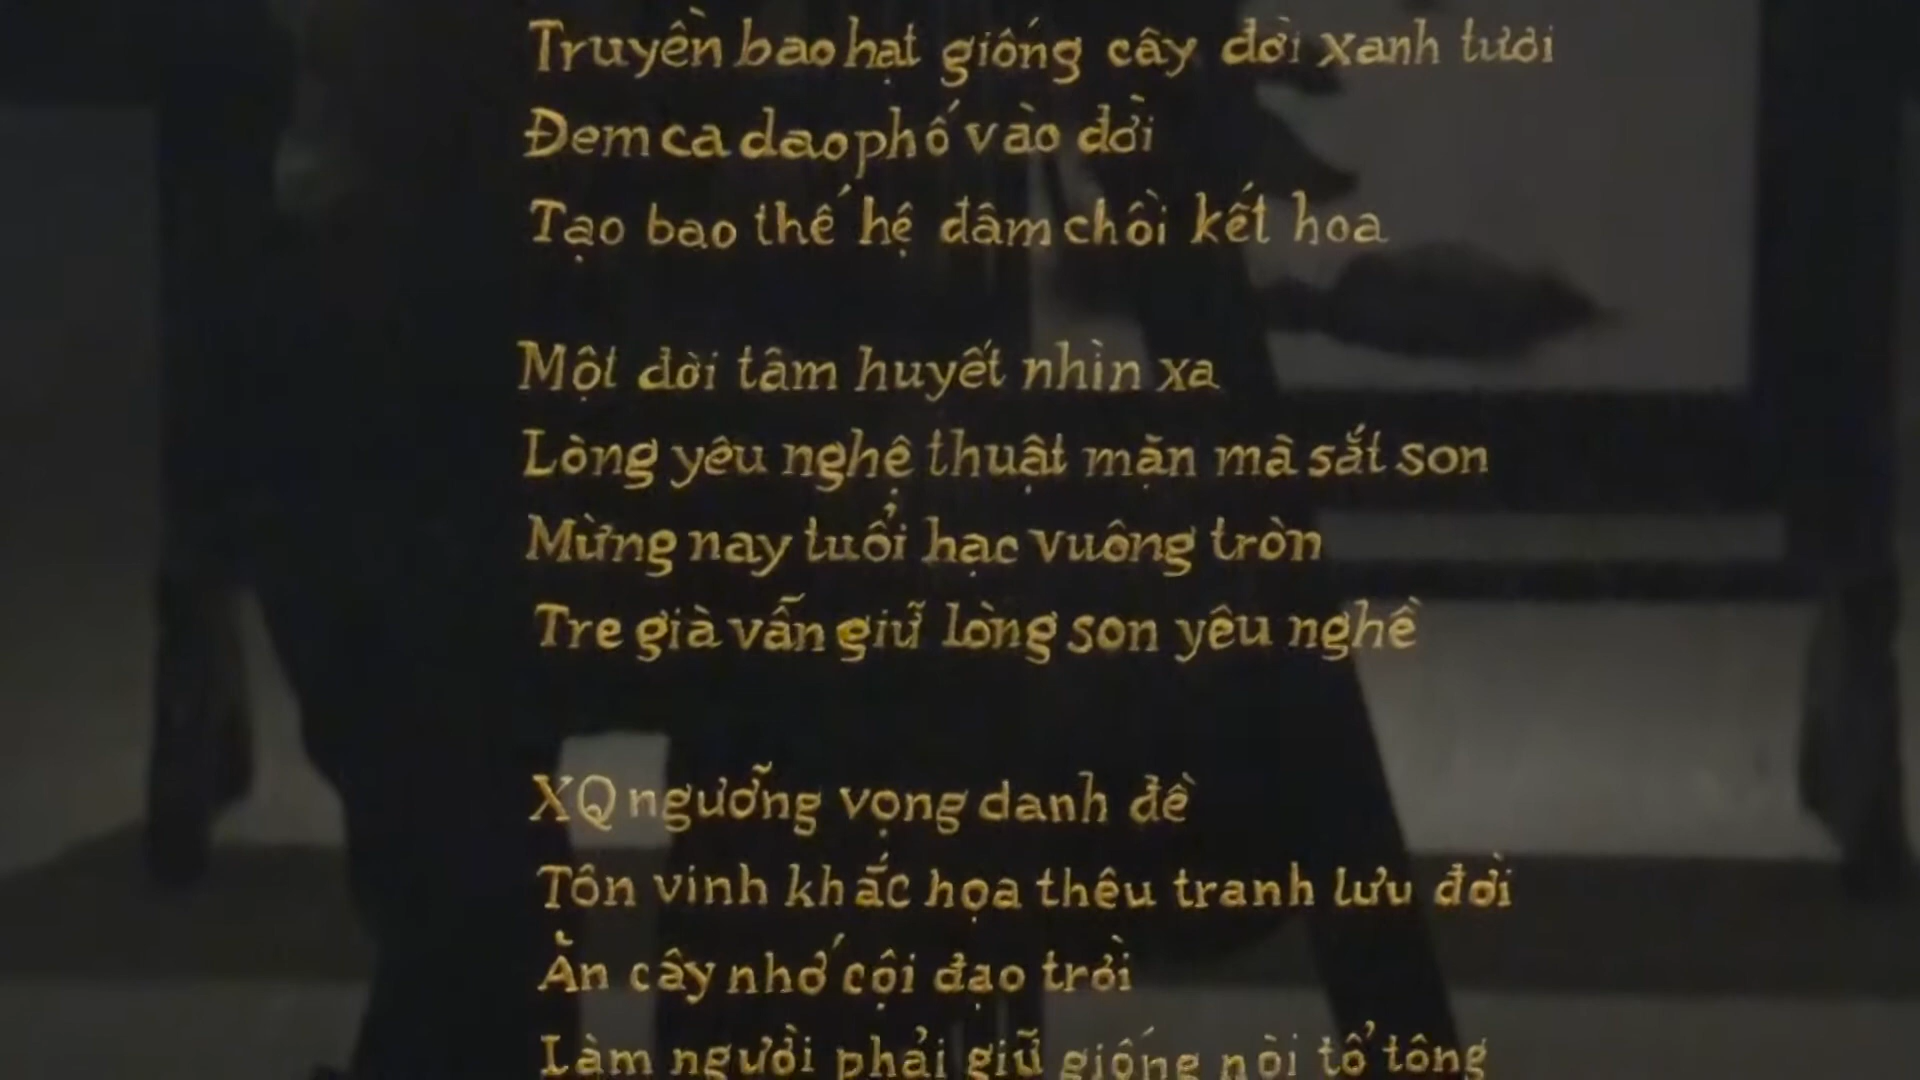 Truyền bao hạt giống cây đời xanh tươi
Đem ca dao phố vào đời
Tạo bao thế hệ đâm chồi kết hoa
Một đời tâm huyết nhìn xa
Lòng yêu nghệ thuật mặn mà sắt son
Mừng nay tuổi hạc vuông tròn
Tre già vẫn giữ lòng son yêu nghề
XQ ngưỡng vọng danh đề
Tôn vinh khắc họa thêu tranh lưu đời
Ăn cây nhớ cội đạo trời
Làm người phải giữ giống nòi tổ tông